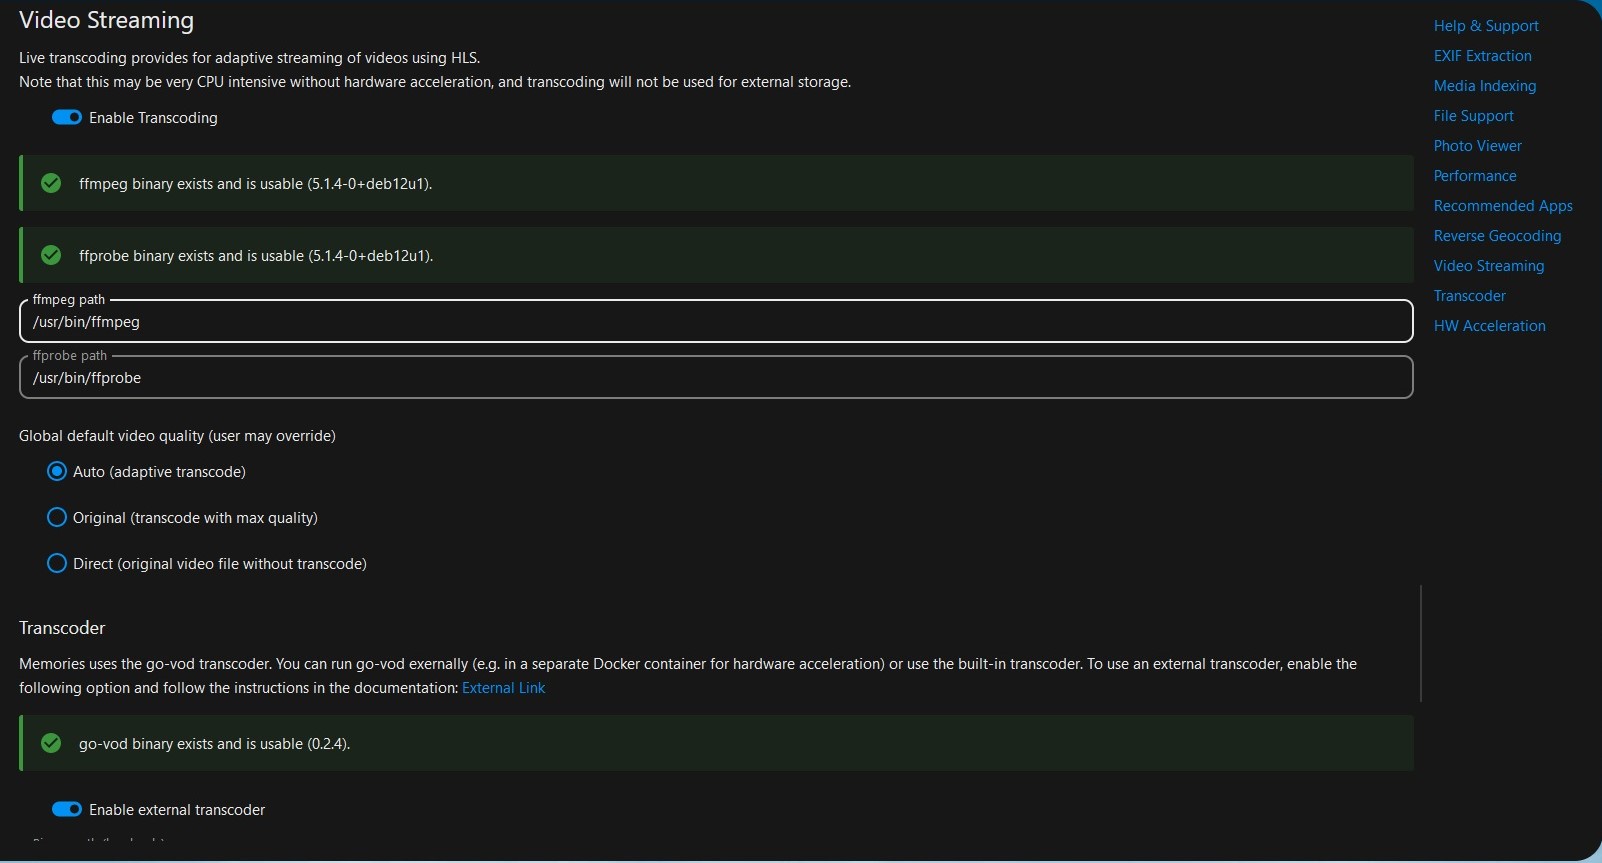 Video Streaming
Live transcoding provides for adaptive streaming of videos using HLS.
Note that this may be very CPU intensive without hardware acceleration, and transcoding will not be used for external storage.
Enable Transcoding
ffmpeg binary exists and is usable (5.1.4-0+deb12u1).
ffprobe binary exists and is usable (5.1.4-0+deb12u1).
ffmpeg path
/usr/bin/ffmpeg
ffprobe path
/usr/bin/ffprobe
Global default video quality (user may override)
Auto (adaptive transcode)
Original (transcode with max quality)
Direct (original video file without transcode)
Transcoder
Memories uses the go-vod transcoder. You can run go-vod exernally (e.g. in a separate Docker container for hardware acceleration) or use the built-in transcoder. To use an external transcoder, enable the
following option and follow the instructions in the documentation: External Link
go-vod binary exists and is usable (0.2.4).
Enable external transcoder
Help & Support
EXIF Extraction
Media Indexing
File Support
Photo Viewer
Performance
Recommended Apps
Reverse Geocoding
Video Streaming
Transcoder
HW Acceleration